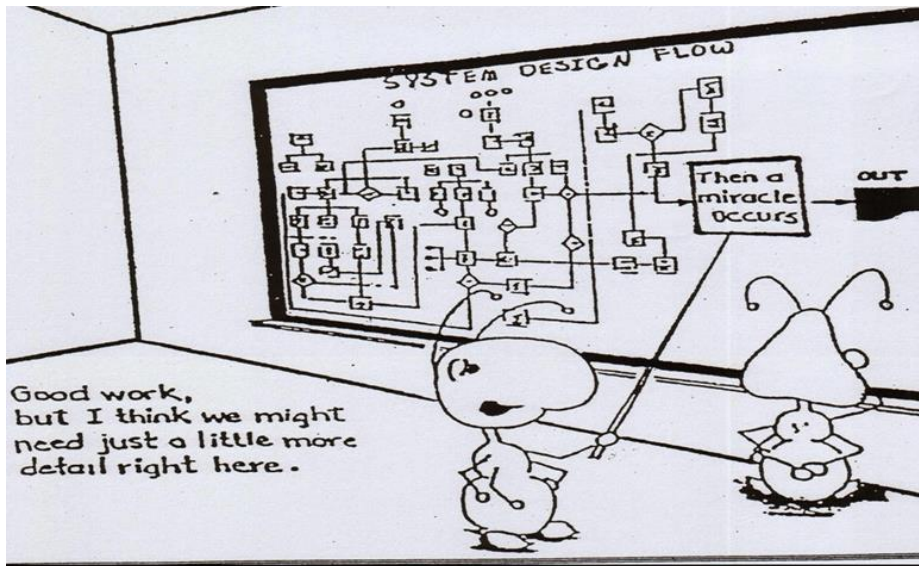 SYSTEM DESIGN FLOW
Then a
miracle
occurs
OUT
Good work,
but I think we might
need just a little more
detail right here.